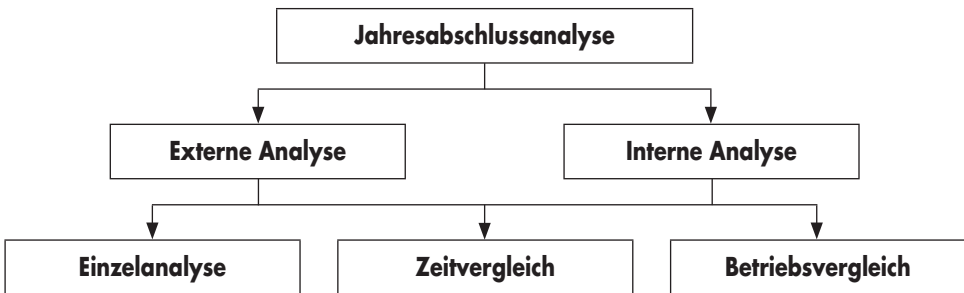 Jahresabschlussanalyse
Externe Analyse
Interne Analyse
Einzelanalyse
Zeitvergleich
Betriebsvergleich